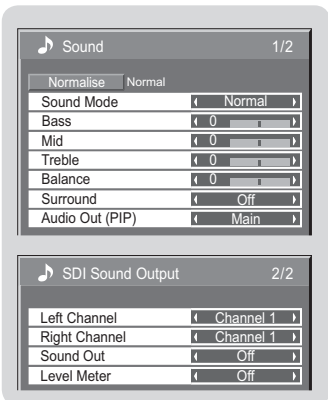 Sound 1/2
Normalise Normal
Sound Mode Normal
Bass 0
Mid 0
Treble 0
Balance 0
Surround Off
Audio Out (PIP) Main
SDI Sound Output 2/2
Left Channel Channel 1
Right Channel Channel 1
Sound Out Off
Level Meter Off